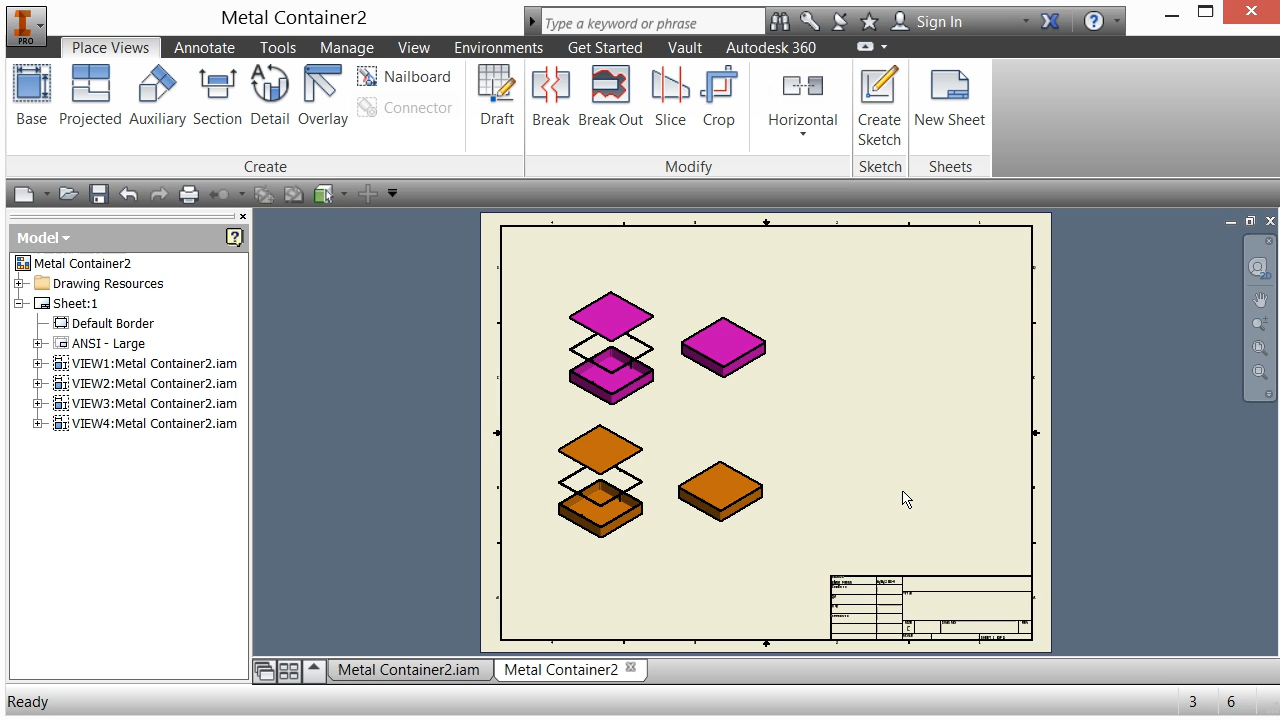 PRO
Metal Container2
Type a keyword or phrase
Sign In
Place Views
Annotate
Tools
Manage
View
Environments
Get Started
Vault
Autodesk 360
Base
Projected
Auxiliary
Section
Detail
Overlay
Nailboard
Connector
Draft
Break
Break Out
Slice
Crop
Horizontal
Create
Sketch
New Sheet
Create
Modify
Sketch
Sheets
Model
Metal Container2
Drawing Resources
Sheet:1
Default Border
ANSI - Large
VIEW1:Metal Container2.iam
VIEW2:Metal Container2.iam
VIEW3:Metal Container2.iam
VIEW4:Metal Container2.iam
2D
Metal Container2.iam
Metal Container2
Ready
3
6